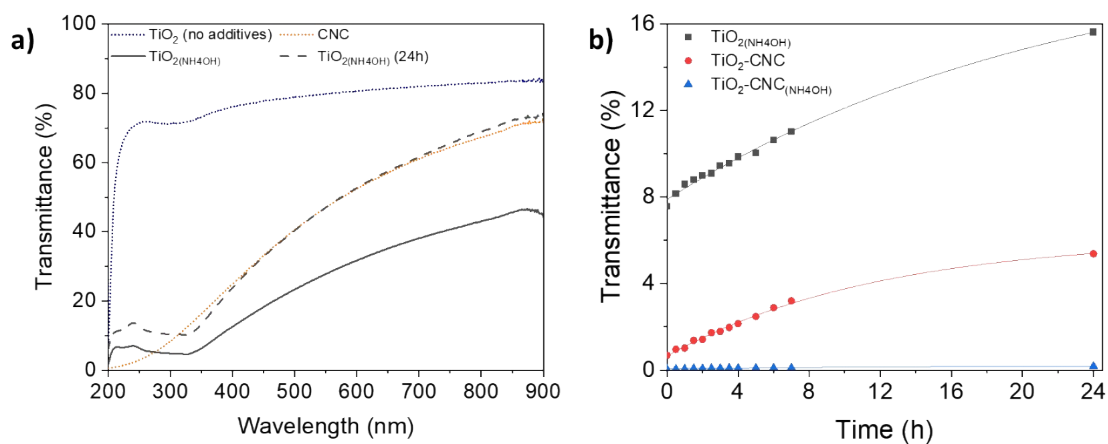 a)
TiO₂ (no additives)
CNC
TiO₂(NH4OH)
TiO₂(NH4OH) (24h)
100
80
60
40
20
0
200
300
400
500
600
700
800
900
Transmittance (%)
Wavelength (nm)
b)
TiO₂(NH4OH)
TiO₂-CNC
TiO₂-CNC(NH4OH)
16
12
8
4
0
0
4
8
12
16
20
24
Transmittance (%)
Time (h)